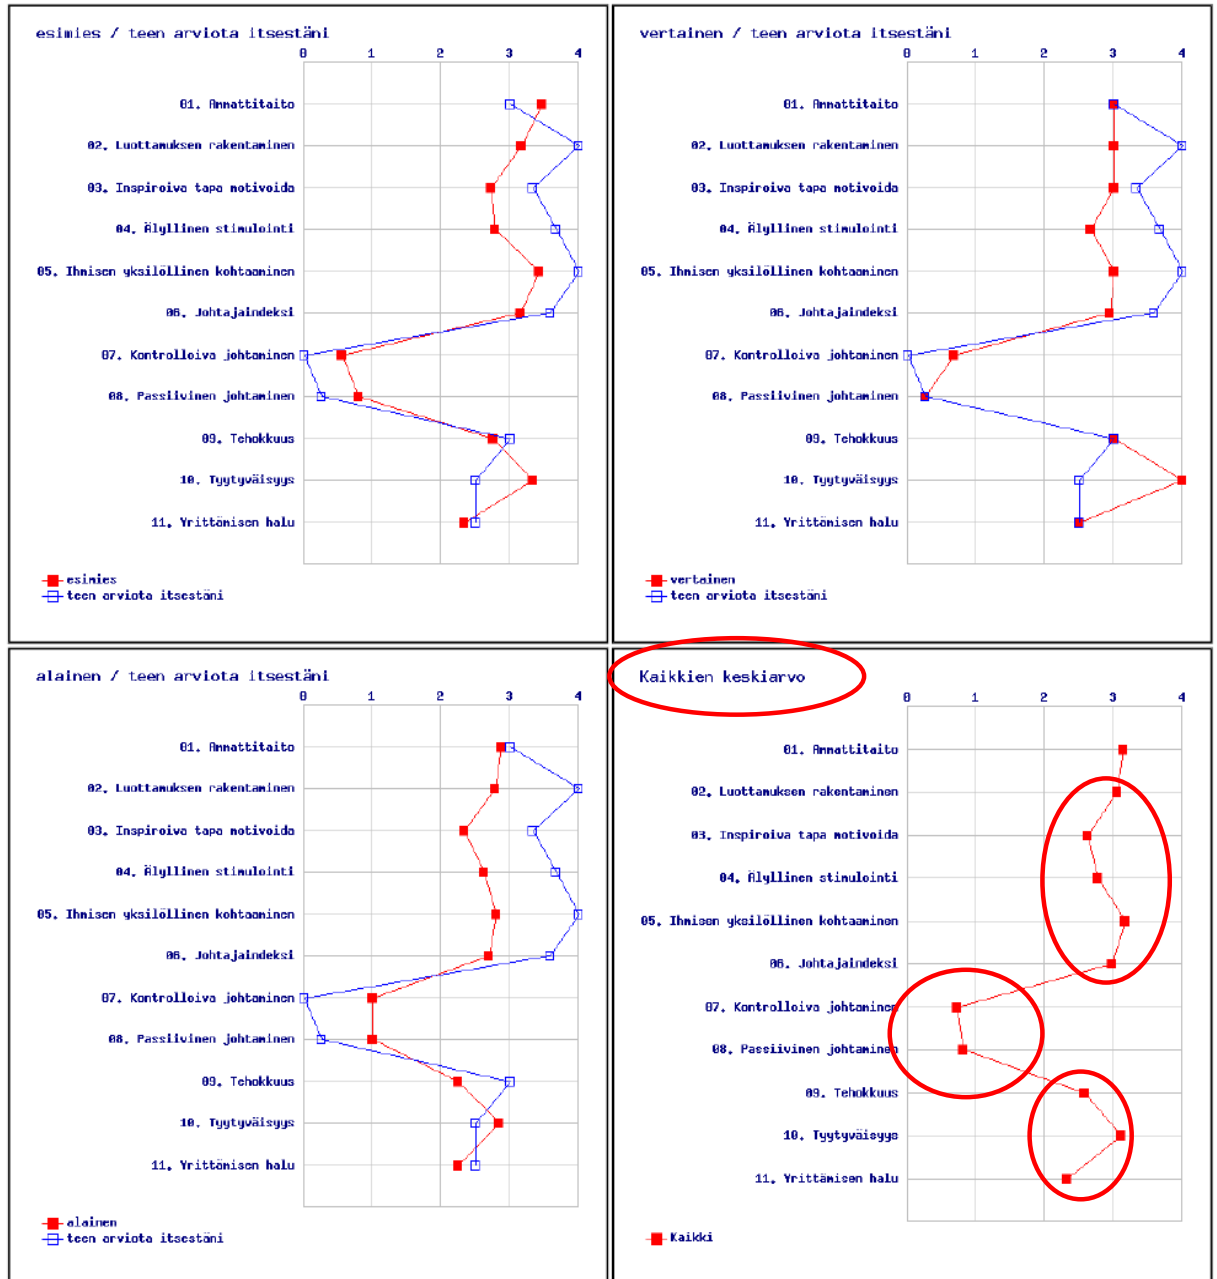 esimies / teen arviota itsestäni
0 1 2 3 4
01. Ammattitaito
02. Luottamuksen rakentaminen
03. Inspiroiva tapa motivoida
04. Älyllinen stimulointi
05. Ihmisen yksilöllinen kohtaaminen
06. Johtajaindeksi
07. Kontrolloiva johtaminen
08. Passiivinen johtaminen
09. Tehokkuus
10. Tyytyväisyys
11. Yrittämisen halu
esimies
teen arviota itsestäni
vertainen / teen arviota itsestäni
0 1 2 3 4
01. Ammattitaito
02. Luottamuksen rakentaminen
03. Inspiroiva tapa motivoida
04. Älyllinen stimulointi
05. Ihmisen yksilöllinen kohtaaminen
06. Johtajaindeksi
07. Kontrolloiva johtaminen
08. Passiivinen johtaminen
09. Tehokkuus
10. Tyytyväisyys
11. Yrittämisen halu
vertainen
teen arviota itsestäni
alainen / teen arviota itsestäni
0 1 2 3 4
01. Ammattitaito
02. Luottamuksen rakentaminen
03. Inspiroiva tapa motivoida
04. Älyllinen stimulointi
05. Ihmisen yksilöllinen kohtaaminen
06. Johtajaindeksi
07. Kontrolloiva johtaminen
08. Passiivinen johtaminen
09. Tehokkuus
10. Tyytyväisyys
11. Yrittämisen halu
alainen
teen arviota itsestäni
Kaikkien keskiarvo
0 1 2 3 4
01. Ammattitaito
02. Luottamuksen rakentaminen
03. Inspiroiva tapa motivoida
04. Älyllinen stimulointi
05. Ihmisen yksilöllinen kohtaaminen
06. Johtajaindeksi
07. Kontrolloiva johtaminen
08. Passiivinen johtaminen
09. Tehokkuus
10. Tyytyväisyys
11. Yrittämisen halu
Kaikki